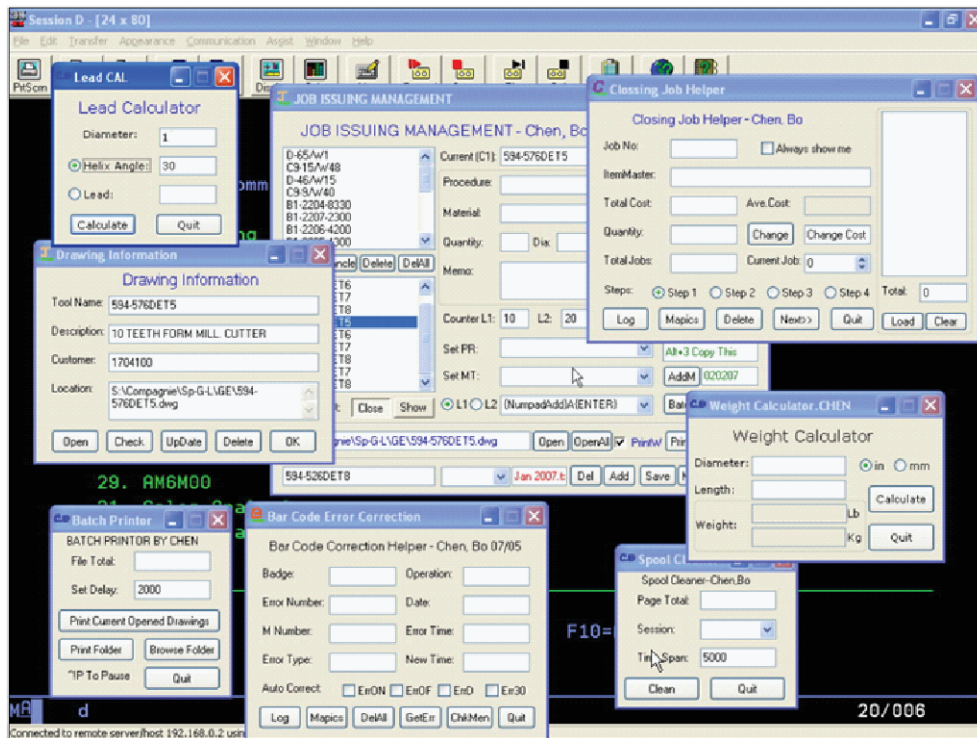 Session D - [24 x 80]
File Edit Transfer Appearance Communication Assist Window Help
PrtScrn
Lead CAL
Lead Calculator
Diameter: 1
Helix Angle: 30
Lead:
Calculate Quit
JOB ISSUING MANAGEMENT
JOB ISSUING MANAGEMENT - Chen, Bo
D-65/W1
C9-15/W48
D-46/W15
C9-9/W40
B1-2204-8330
B1-2207-2300
B1-2206-4200
Delete DelAll
Current (C1): 594-576DET5
Procedure:
Material:
Quantity: Dia:
Memo:
Counter L1: 10 L2: 20
Set PR:
Set MT:
Alt+3 Copy This
AddM 020207
Close Show L1 L2 {NumpadAdd}A{ENTER}
Open OpenAll PrintW
594-526DET8 Jan 2007.t Del Add Save
Clossing Job Helper
Closing Job Helper - Chen, Bo
Job No: Always show me
ItemMaster:
Total Cost: Ave.Cost:
Quantity: Change Change Cost
Total Jobs: Current Job: 0
Steps: Step 1 Step 2 Step 3 Step 4 Total: 0
Log Mapics Delete Next>> Quit Load Clear
Drawing Information
Drawing Information
Tool Name: 594-576DET5
Description: 10 TEETH FORM MILL. CUTTER
Customer: 1704100
Location: S:\Compagnie\Sp-G-L\GE\594-
576DET5.dwg
Open Check UpDate Delete OK
Weight Calculator.CHEN
Weight Calculator
Diameter: in mm
Length: Calculate
Weight: Lb
Kg Quit
29. AM6M00
Batch Printor
BATCH PRINTOR BY CHEN
File Total:
Set Delay: 2000
Print Current Opened Drawings
Print Folder Browse Folder
^IP To Pause Quit
Bar Code Error Correction
Bar Code Correction Helper - Chen, Bo 07/05
Badge: Operation:
Error Number: Date:
M Number: Error Time:
Error Type: New Time:
Auto Correct: ErrON ErrOF ErrD Err30
Log Mapics DelAll GetErr ChkMen Quit
F10=
Spool Cleaner-Chen,Bo
Page Total:
Session:
Time Span: 5000
Clean Quit
MA d 20/006
Connected to remote server/host 192.168.0.2